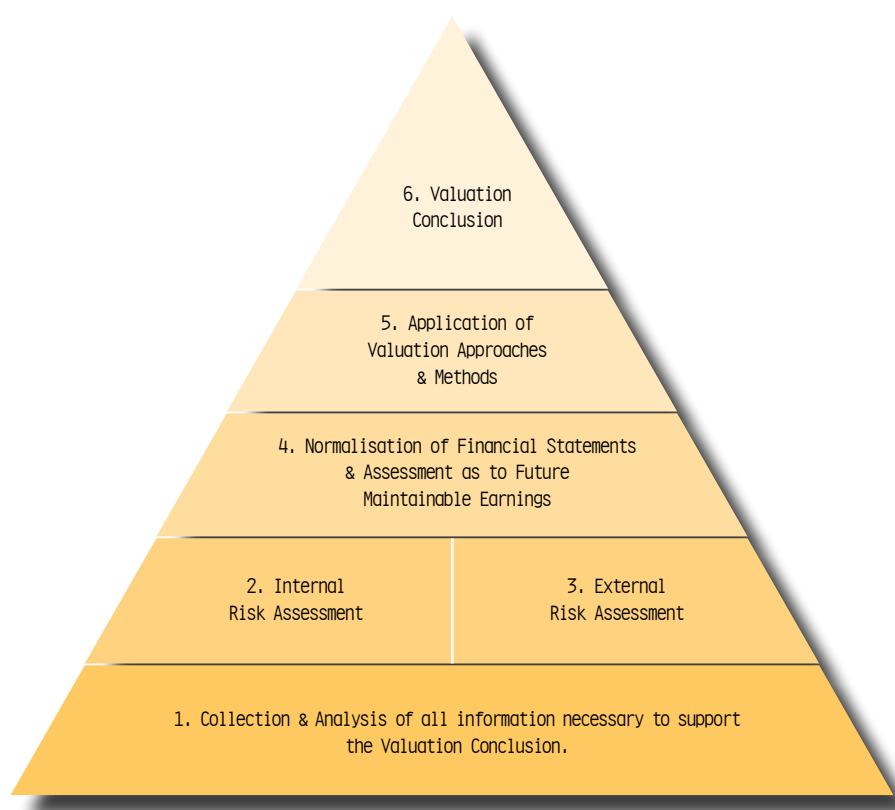 6. Valuation
Conclusion
5. Application of
Valuation Approaches
& Methods
4. Normalisation of Financial Statements
& Assessment as to Future
Maintainable Earnings
2. Internal
Risk Assessment
3. External
Risk Assessment
1. Collection & Analysis of all information necessary to support
the Valuation Conclusion.